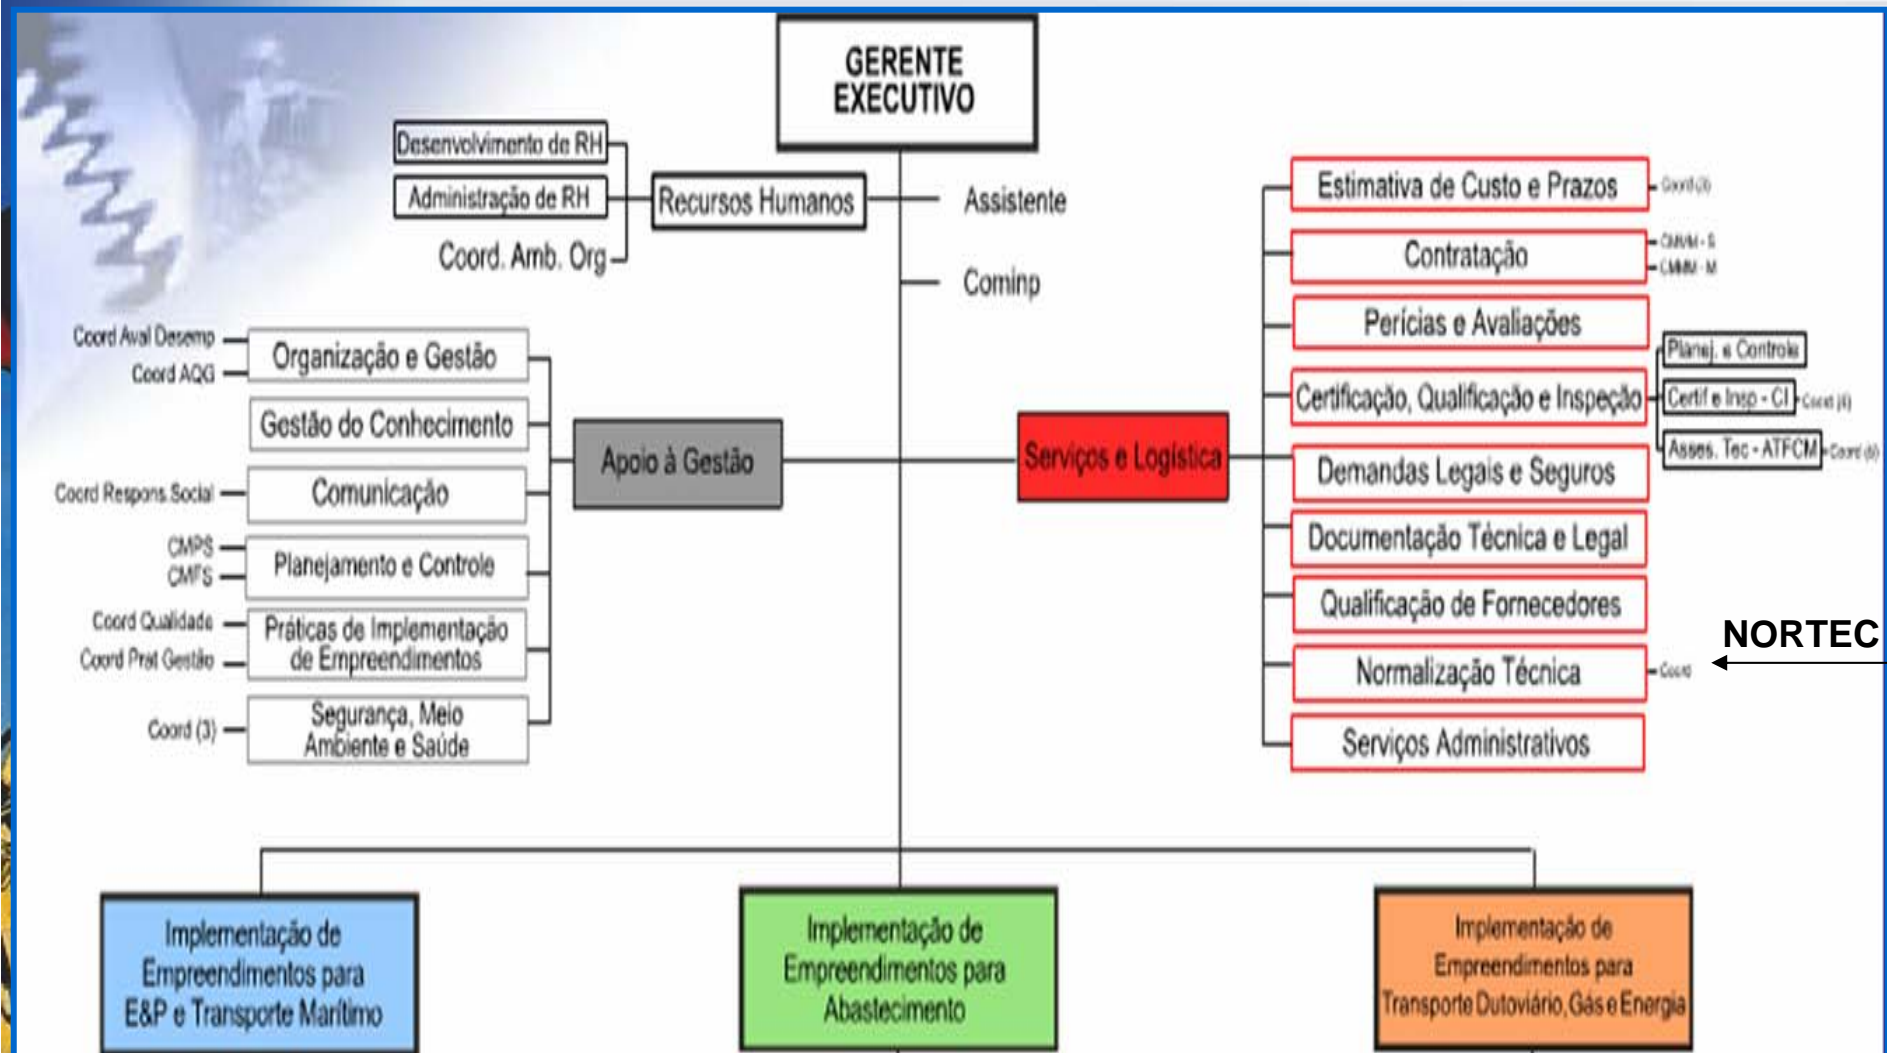 GERENTE
EXECUTIVO
Desenvolvimento de RH
Administração de RH
Coord. Amb. Org
Recursos Humanos
Assistente
Cominp
Coord Aval Desemp
Coord AQG
Organização e Gestão
Gestão do Conhecimento
Coord Respons.Social
Comunicação
CMPS
CMFS
Planejamento e Controle
Coord Qualidade
Coord Prat Gestão
Práticas de Implementação
de Empreendimentos
Coord (3)
Segurança, Meio
Ambiente e Saúde
Apoio à Gestão
Serviços e Logística
Estimativa de Custo e Prazos
Coord (3)
Contratação
Perícias e Avaliações
Certificação, Qualificação e Inspeção
Planej. e Controle
Certif e Insp - CI
Asses. Tec - ATFCM
Demandas Legais e Seguros
Documentação Técnica e Legal
Qualificação de Fornecedores
Normalização Técnica
Coord
NORTEC
Serviços Administrativos
Implementação de
Empreendimentos para
E&P e Transporte Marítimo
Implementação de
Empreendimentos para
Abastecimento
Implementação de
Empreendimentos para
Transporte Dutoviário, Gás e Energia